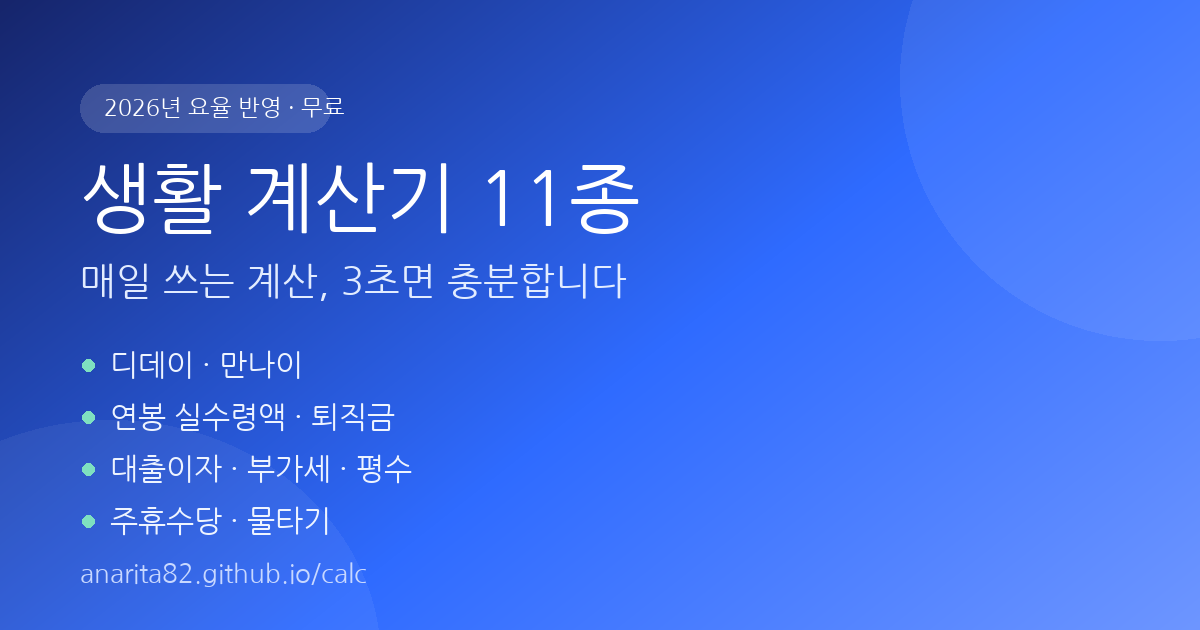 2026년 요율 반영 · 무료
생활 계산기 11종
매일 쓰는 계산, 3초면 충분합니다
디데이 · 만나이
연봉 실수령액 · 퇴직금
대출이자 · 부가세 · 평수
주휴수당 · 물타기
anarita82.github.io/calc